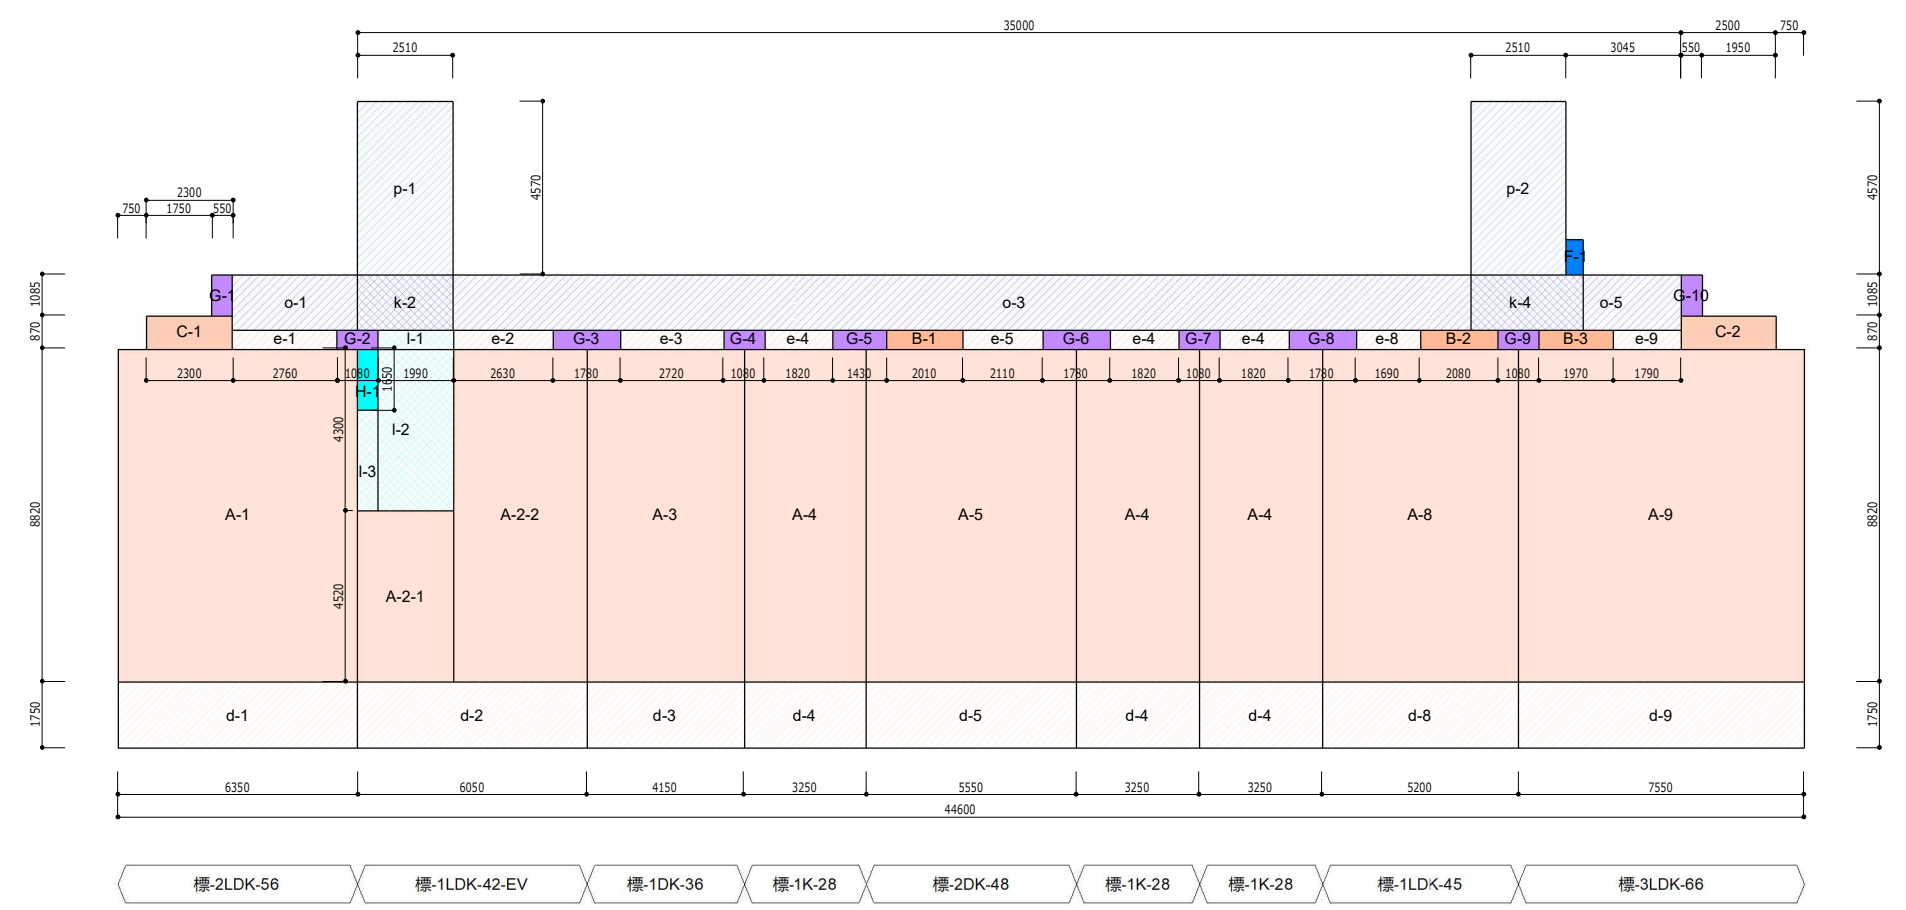 35000
2500 750
2510 2510 3045 550 1950
4570 4570
p-1 p-2
2300
750 1750 550
F-1
1085 G-1 o-1 k-2 o-3 k-4 o-5 G-10 1085
870 C-1 e-1 G-2 l-1 e-2 G-3 e-3 G-4 e-4 G-5 B-1 e-5 G-6 e-4 G-7 e-4 G-8 e-8 B-2 G-9 B-3 e-9 C-2 870
2300 2760 1080 1650 1990 2630 1780 2720 1080 1820 1430 2010 2110 1780 1820 1080 1820 1780 1690 2080 1080 1970 1790
H-1
4300 l-2
l-3
8820 A-1 A-2-2 A-3 A-4 A-5 A-4 A-4 A-8 A-9 8820
4520 A-2-1
1750 d-1 d-2 d-3 d-4 d-5 d-4 d-4 d-8 d-9 1750
6350 6050 4150 3250 5550 3250 3250 5200 7550
44600
標-2LDK-56 標-1LDK-42-EV 標-1DK-36 標-1K-28 標-2DK-48 標-1K-28 標-1K-28 標-1LDK-45 標-3LDK-66